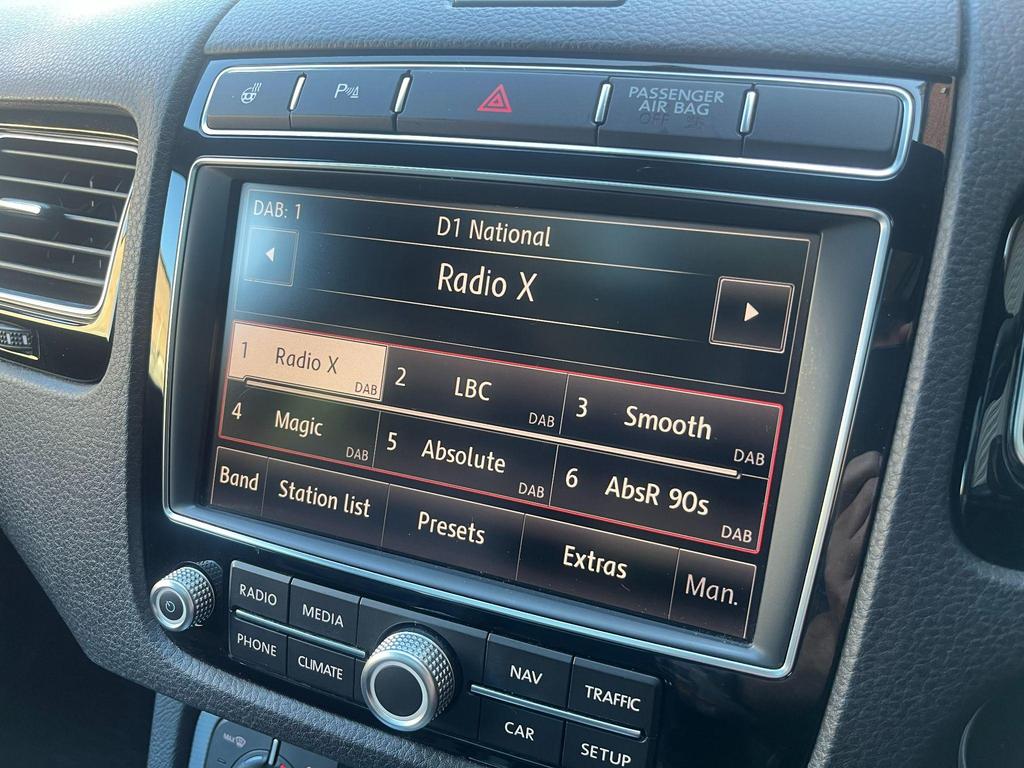 P
PASSENGER
AIR BAG
OFF
DAB: 1
D1 National
Radio X
1 Radio X DAB
2 LBC DAB
3 Smooth DAB
4 Magic DAB
5 Absolute DAB
6 AbsR 90s DAB
Band Station list Presets Extras Man.
RADIO MEDIA
PHONE CLIMATE
NAV TRAFFIC
CAR SETUP
MAX